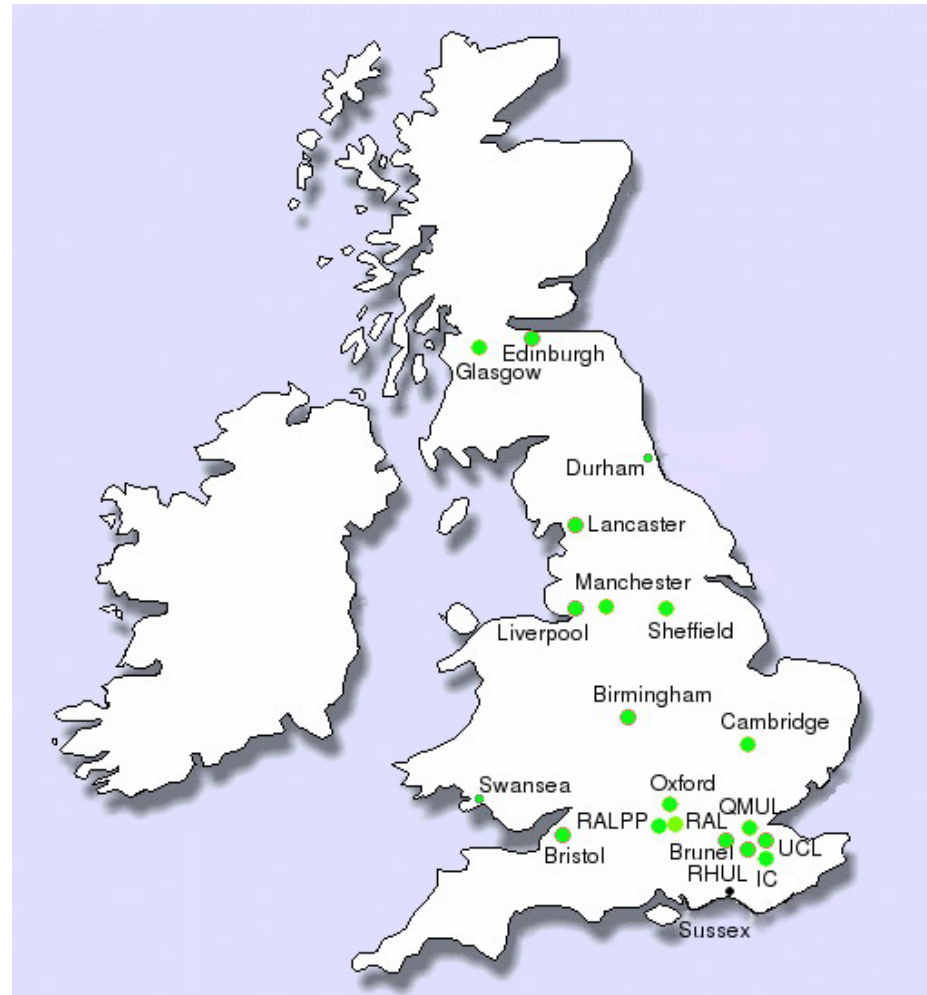 Edinburgh
Glasgow
Durham
Lancaster
Manchester
Liverpool
Sheffield
Birmingham
Cambridge
Swansea
Oxford
QMUL
RALPP
RAL
Bristol
Brunel
UCL
RHUL
IC
Sussex